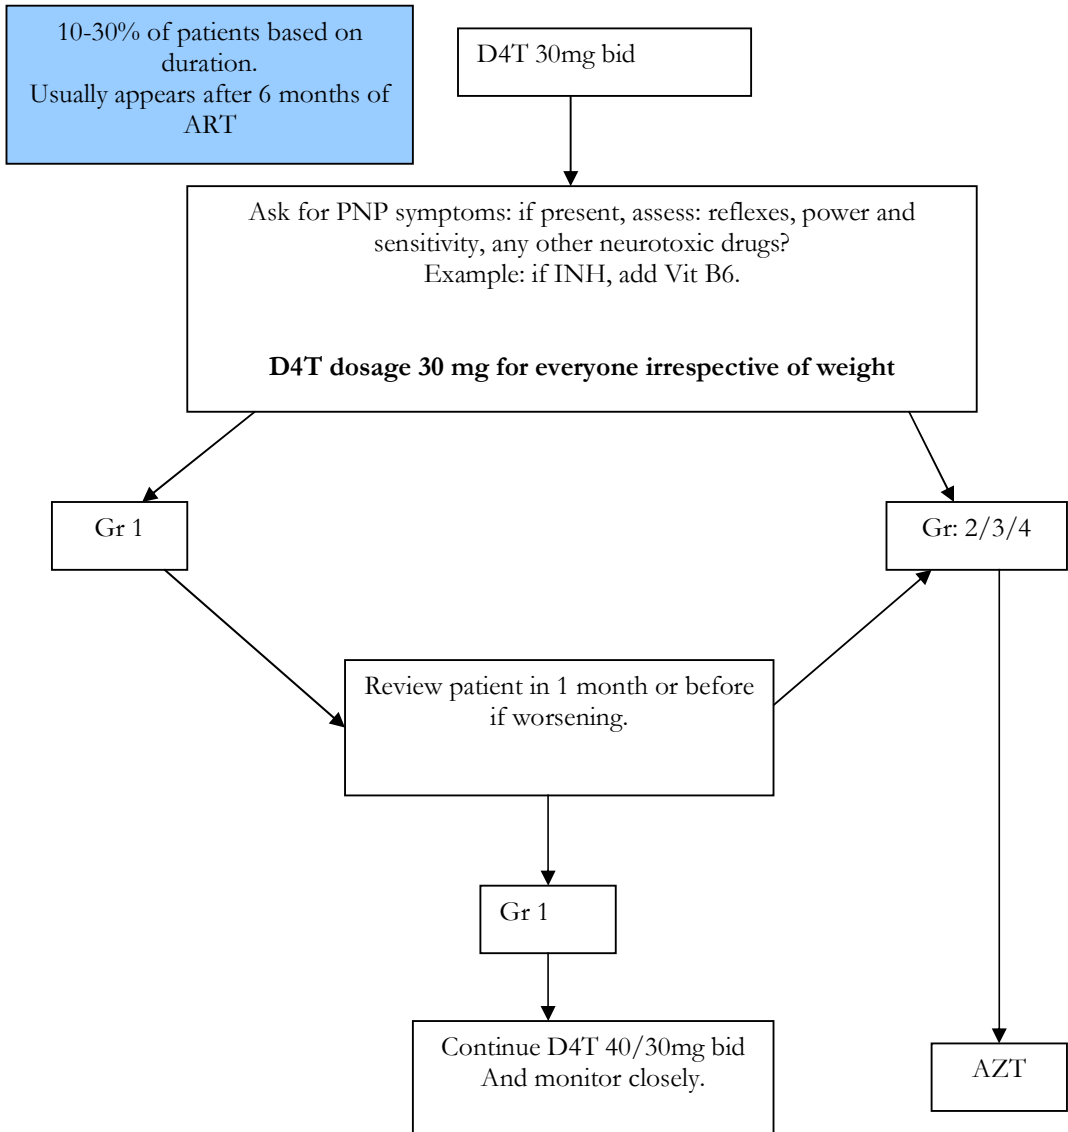 10-30% of patients based on
duration.
Usually appears after 6 months of
ART
D4T 30mg bid
Ask for PNP symptoms: if present, assess: reflexes, power and
sensitivity, any other neurotoxic drugs?
Example: if INH, add Vit B6.
D4T dosage 30 mg for everyone irrespective of weight
Gr 1
Gr: 2/3/4
Review patient in 1 month or before
if worsening.
Gr 1
Continue D4T 40/30mg bid
And monitor closely.
AZT